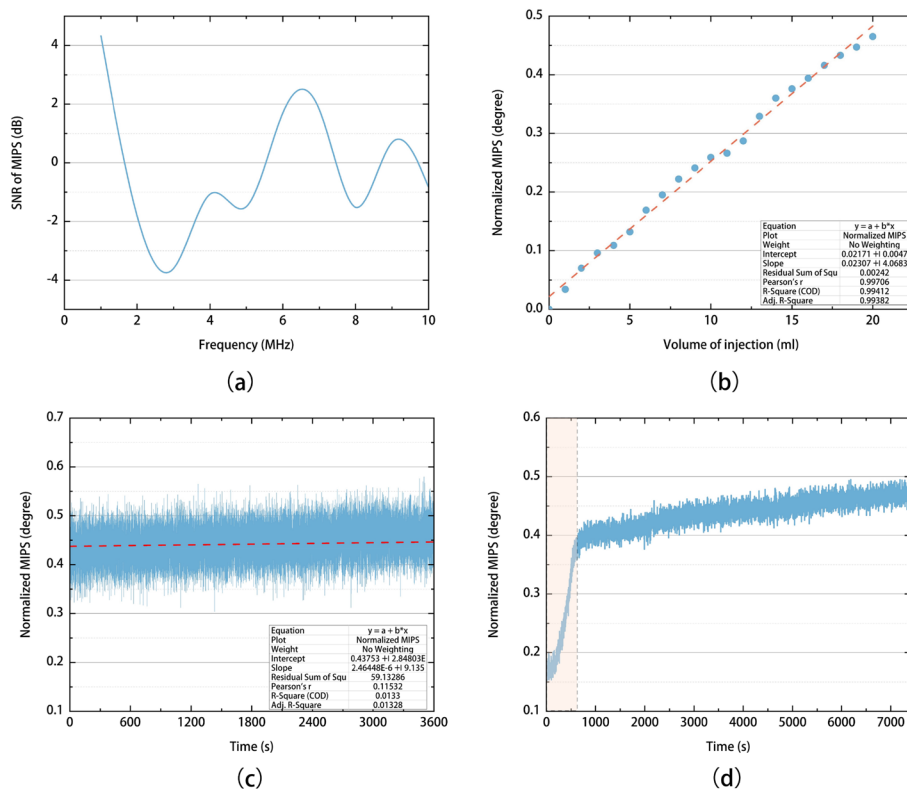 4
2
0
-2
-4
SNR of MIPS (dB)
0 2 4 6 8 10
Frequency (MHz)
(a)
0.5
0.4
0.3
0.2
0.1
0.0
Normalized MIPS (degree)
Equation y = a + b*x
Plot Normalized MIPS
Weight No Weighting
Intercept 0.02171 +I 0.0047
Slope 0.02307 +I 4.0683
Residual Sum of Squ 0.00242
Pearson's r 0.99706
R-Square (COD) 0.99412
Adj. R-Square 0.99382
0 5 10 15 20
Volume of injection (ml)
(b)
0.7
0.6
0.5
0.4
0.3
0.2
0.1
Normalized MIPS (degree)
Equation y = a + b*x
Plot Normalized MIPS
Weight No Weighting
Intercept 0.43753 +I 2.84803E
Slope 2.46448E-6 +I 9.135
Residual Sum of Squ 59.13286
Pearson's r 0.11532
R-Square (COD) 0.0133
Adj. R-Square 0.01328
0 600 1200 1800 2400 3000 3600
Time (s)
(c)
0.6
0.5
0.4
0.3
0.2
0.1
Normalized MIPS (degree)
0 1000 2000 3000 4000 5000 6000 7000
Time (s)
(d)